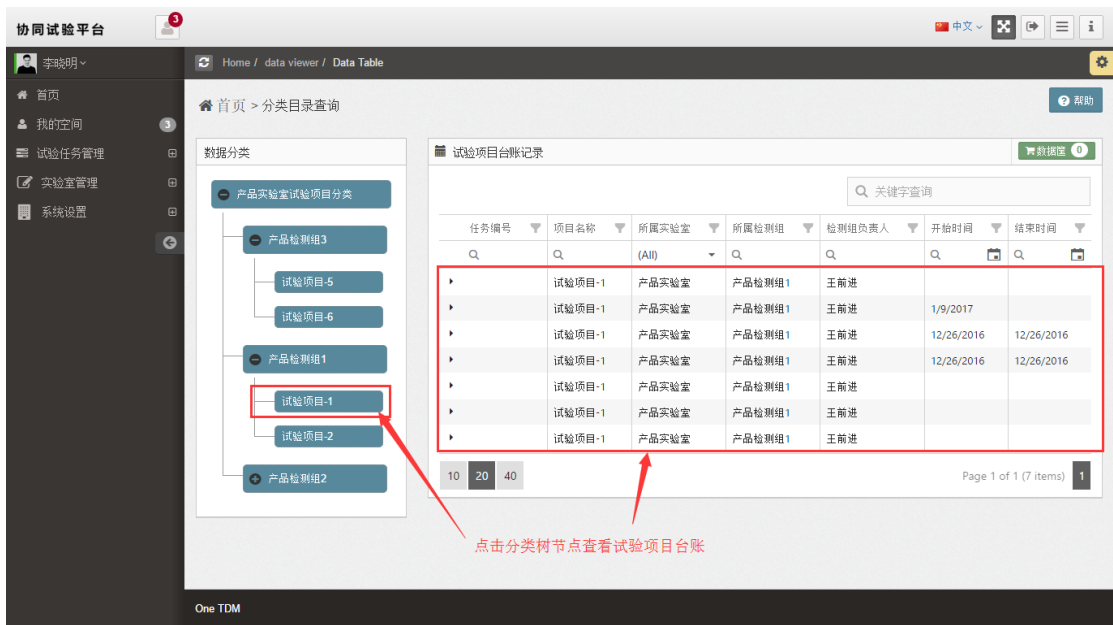 协同试验平台
3
中文
i
李晓明
Home / data viewer / Data Table
首页
我的空间
3
试验任务管理
实验室管理
系统设置
首页 > 分类目录查询
帮助
数据分类
产品实验室试验项目分类
产品检测组3
试验项目-5
试验项目-6
产品检测组1
试验项目-1
试验项目-2
产品检测组2
试验项目台账记录
数据筐 0
关键字查询
任务编号 项目名称 所属实验室 所属检测组 检测组负责人 开始时间 结束时间
(All)
试验项目-1 产品实验室 产品检测组1 王前进
试验项目-1 产品实验室 产品检测组1 王前进 1/9/2017
试验项目-1 产品实验室 产品检测组1 王前进 12/26/2016 12/26/2016
试验项目-1 产品实验室 产品检测组1 王前进 12/26/2016 12/26/2016
试验项目-1 产品实验室 产品检测组1 王前进
试验项目-1 产品实验室 产品检测组1 王前进
试验项目-1 产品实验室 产品检测组1 王前进
10 20 40
Page 1 of 1 (7 items) 1
点击分类树节点查看试验项目台账
One TDM